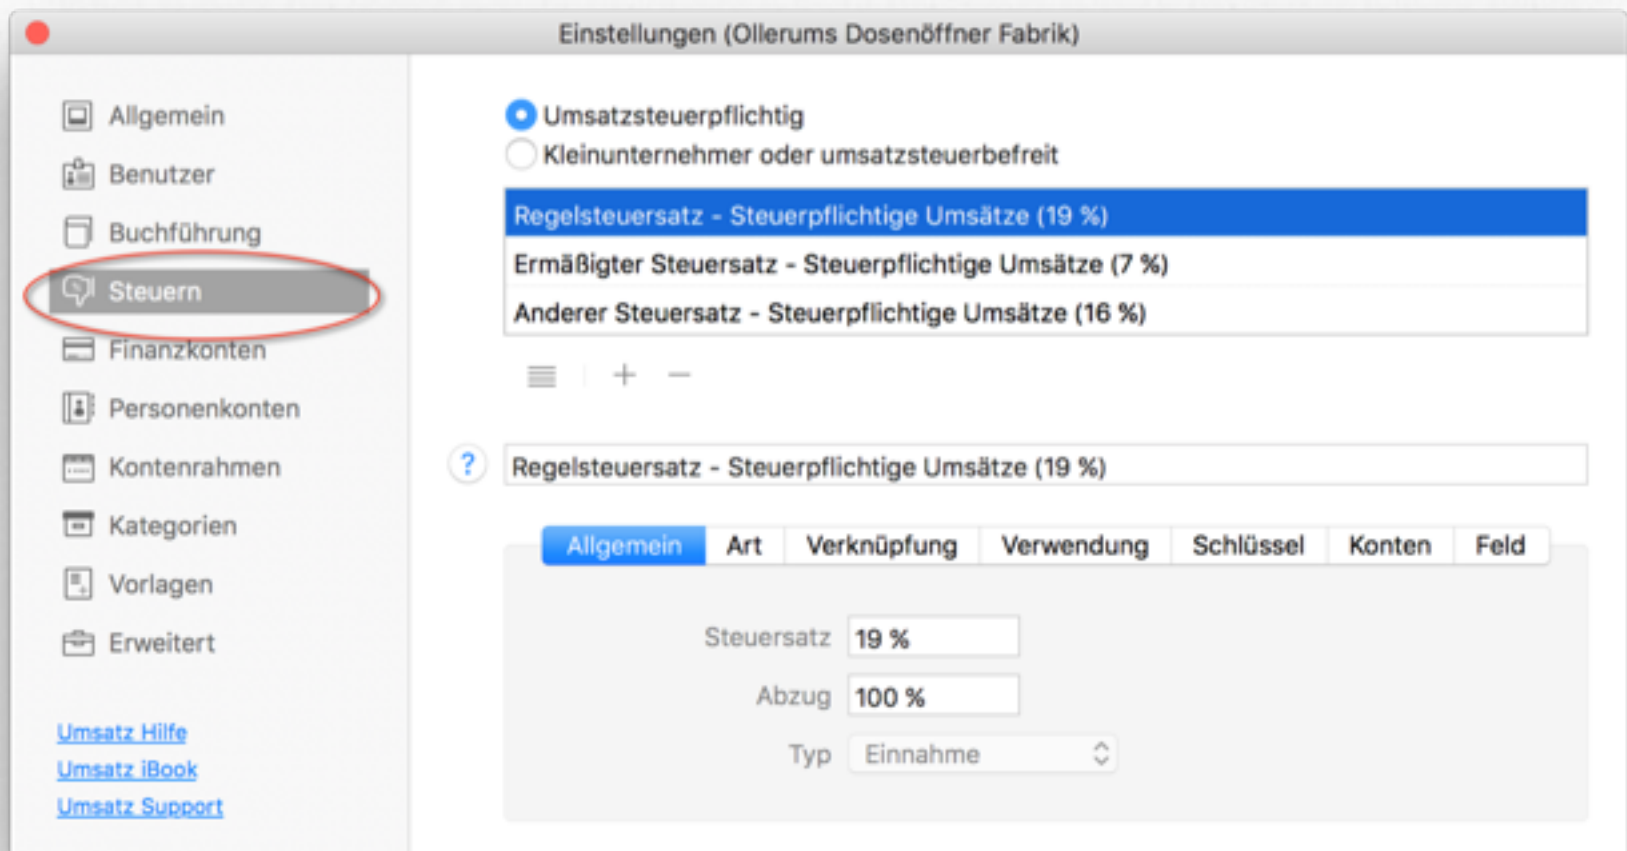 Einstellungen (Ollerums Dosenöffner Fabrik)
Allgemein
Benutzer
Buchführung
Steuern
Finanzkonten
Personenkonten
Kontenrahmen
Kategorien
Vorlagen
Erweitert
Umsatz Hilfe
Umsatz iBook
Umsatz Support
Umsatzsteuerpflichtig
Kleinunternehmer oder umsatzsteuerbefreit
Regelsteuersatz - Steuerpflichtige Umsätze (19 %)
Ermäßigter Steuersatz - Steuerpflichtige Umsätze (7 %)
Anderer Steuersatz - Steuerpflichtige Umsätze (16 %)
+ −
? Regelsteuersatz - Steuerpflichtige Umsätze (19 %)
Allgemein Art Verknüpfung Verwendung Schlüssel Konten Feld
Steuersatz 19 %
Abzug 100 %
Typ Einnahme